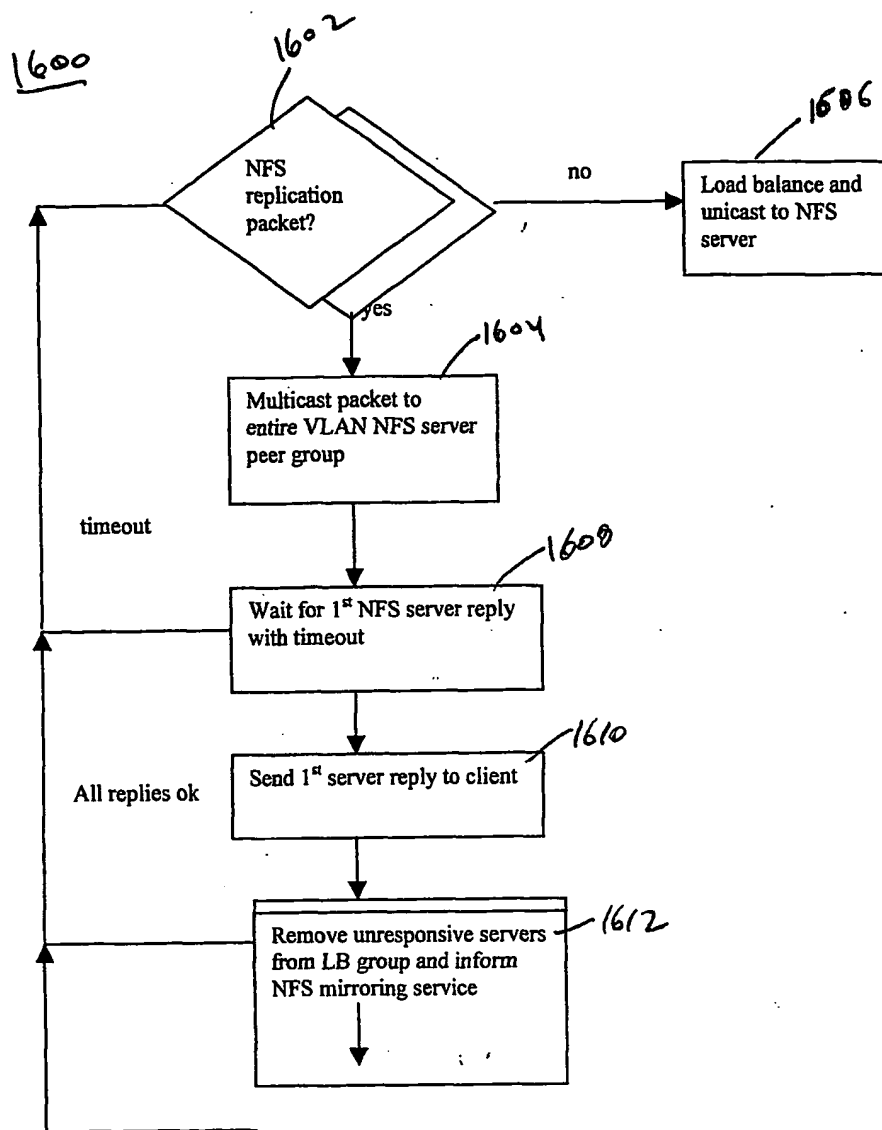 1600
1602
1606
NFS
replication
packet?
no
Load balance and
unicast to NFS
server
yes
1604
Multicast packet to
entire VLAN NFS server
peer group
timeout
1608
Wait for 1st NFS server reply
with timeout
1610
Send 1st server reply to client
All replies ok
1612
Remove unresponsive servers
from LB group and inform
NFS mirroring service